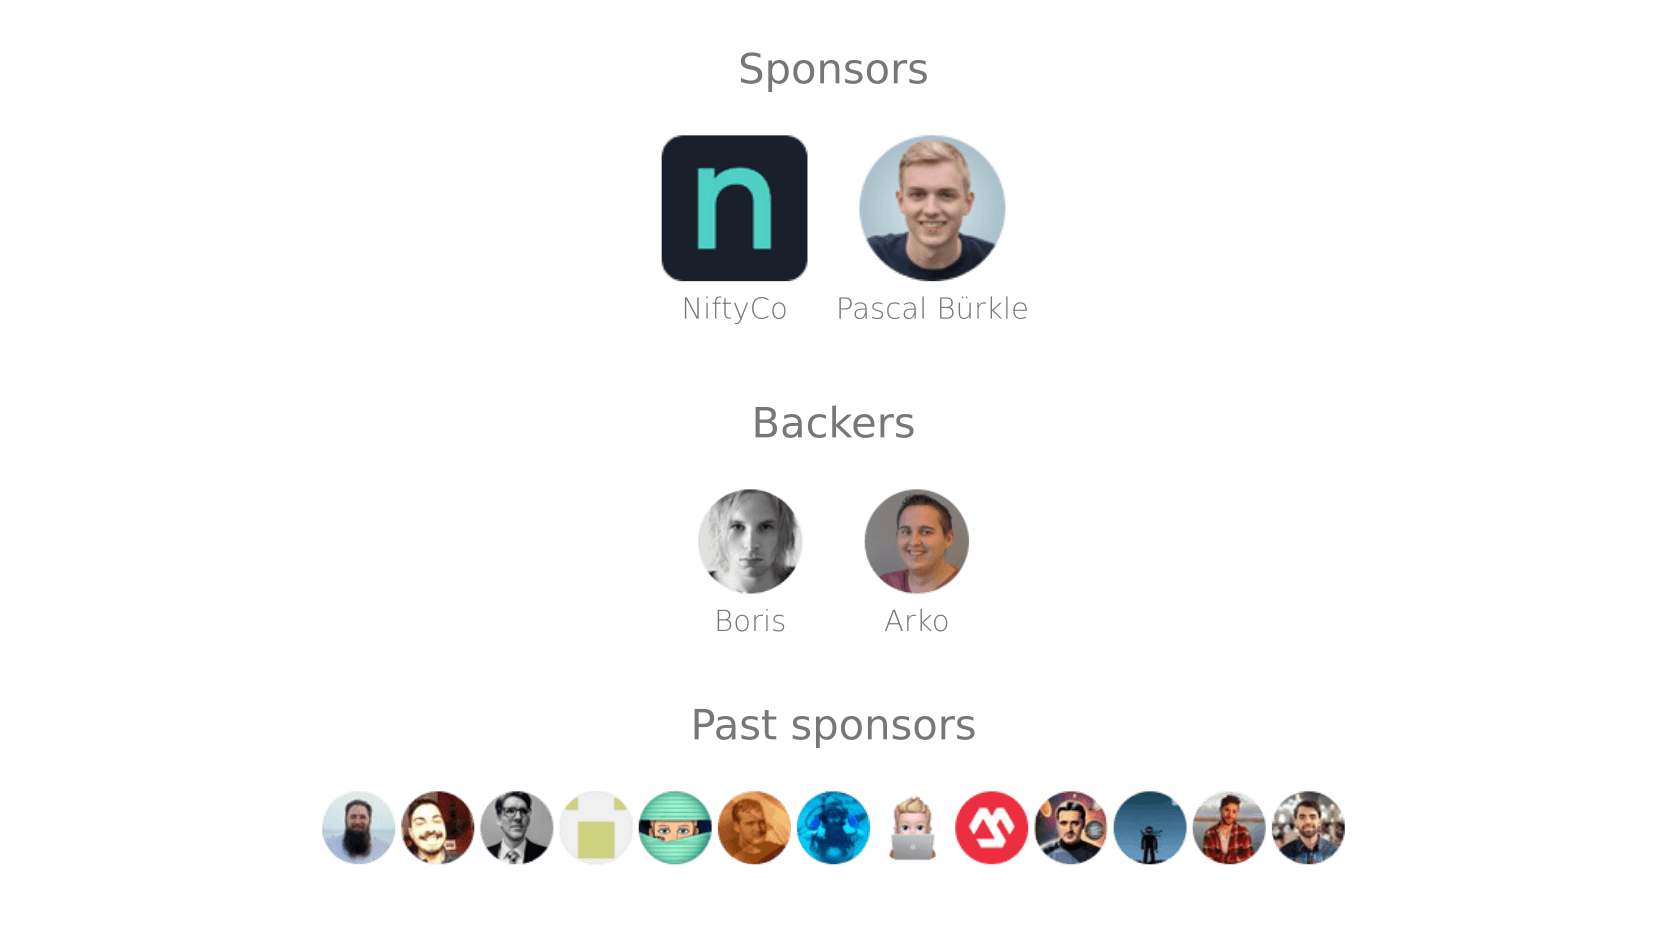 Sponsors
n
NiftyCo
Pascal Bürkle
Backers
Boris
Arko
Past sponsors